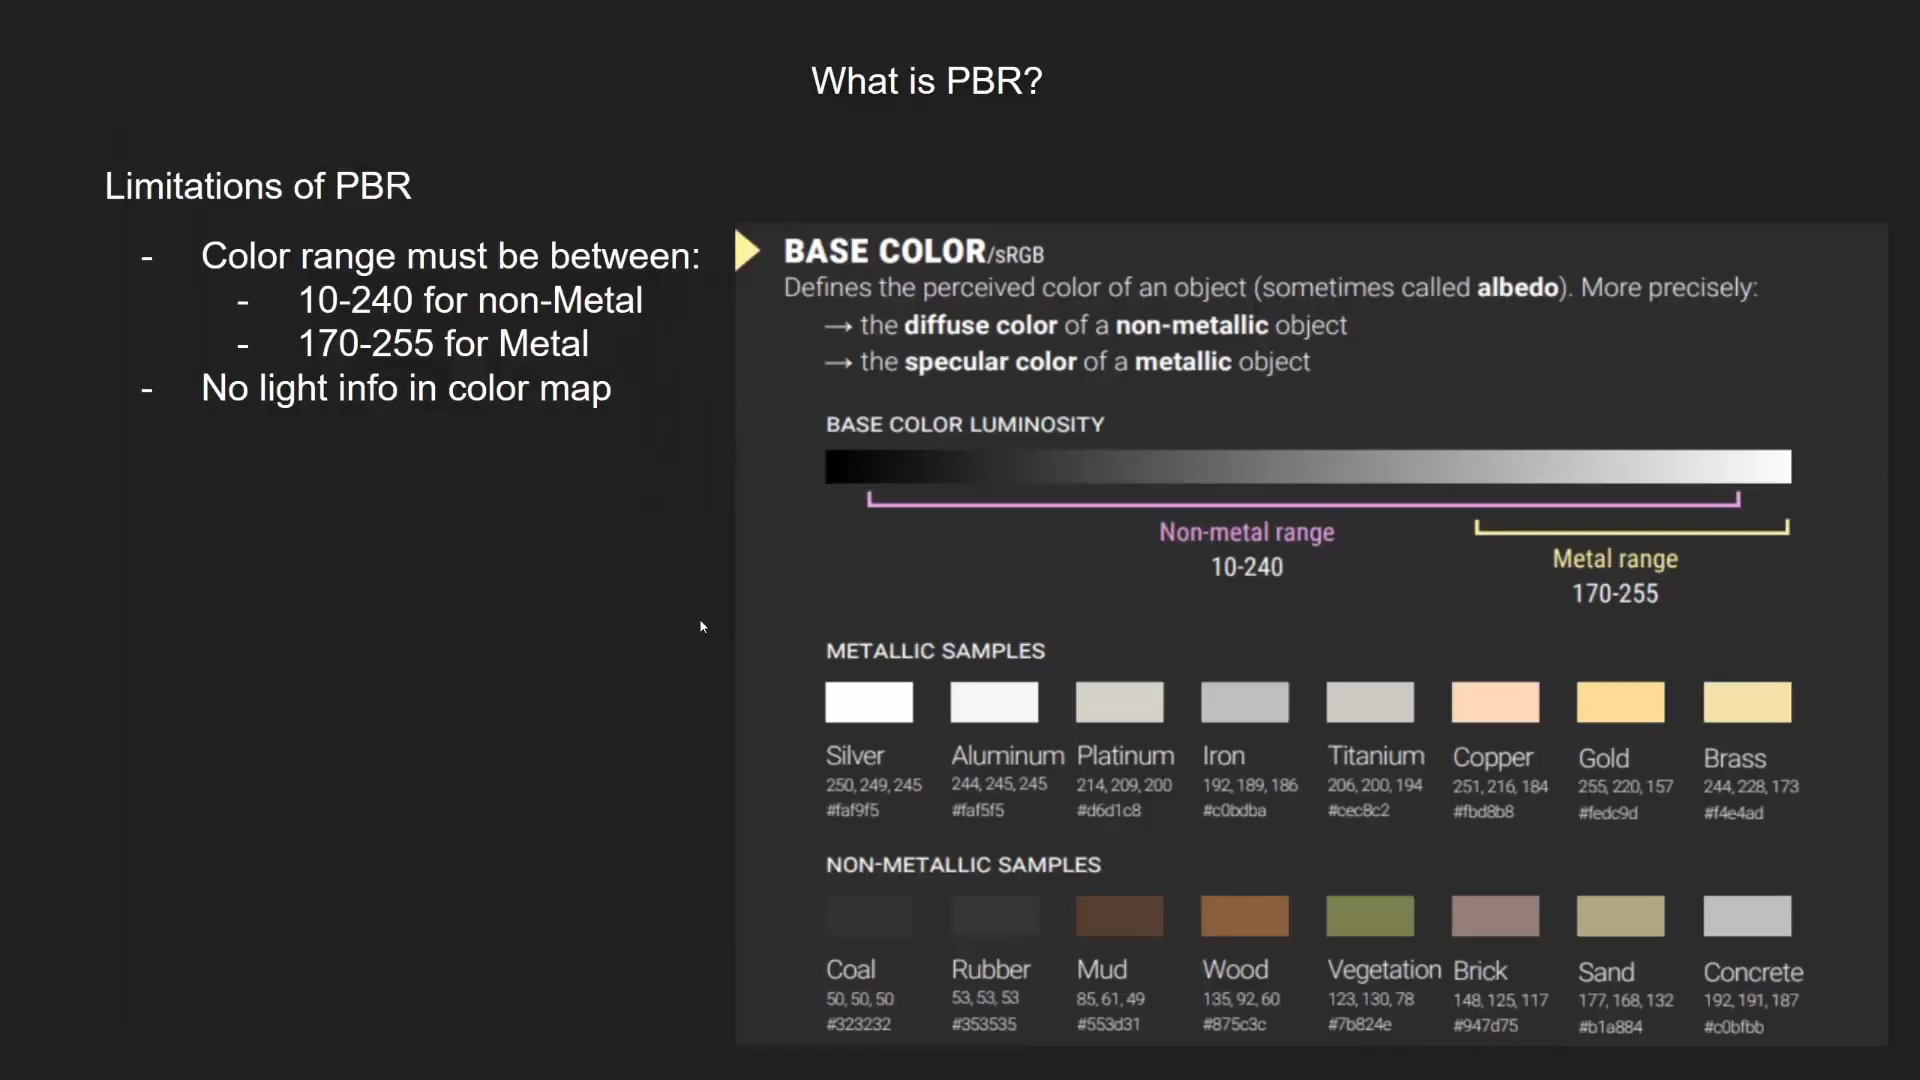 What is PBR?
Limitations of PBR
- Color range must be between:
- 10-240 for non-Metal
- 170-255 for Metal
- No light info in color map
BASE COLOR/sRGB
Defines the perceived color of an object (sometimes called albedo). More precisely:
→ the diffuse color of a non-metallic object
→ the specular color of a metallic object
BASE COLOR LUMINOSITY
Non-metal range
10-240
Metal range
170-255
METALLIC SAMPLES
Silver Aluminum Platinum Iron Titanium Copper Gold Brass
250, 249, 245 244, 245, 245 214, 209, 200 192, 189, 186 206, 200, 194 251, 216, 184 255, 220, 157 244, 228, 173
#faf9f5 #faf5f5 #d6d1c8 #c0bdba #cec8c2 #fbd8b8 #fedc9d #f4e4ad
NON-METALLIC SAMPLES
Coal Rubber Mud Wood Vegetation Brick Sand Concrete
50, 50, 50 53, 53, 53 85, 61, 49 135, 92, 60 123, 130, 78 148, 125, 117 177, 168, 132 192, 191, 187
#323232 #353535 #553d31 #875c3c #7b824e #947d75 #b1a884 #c0bfbb